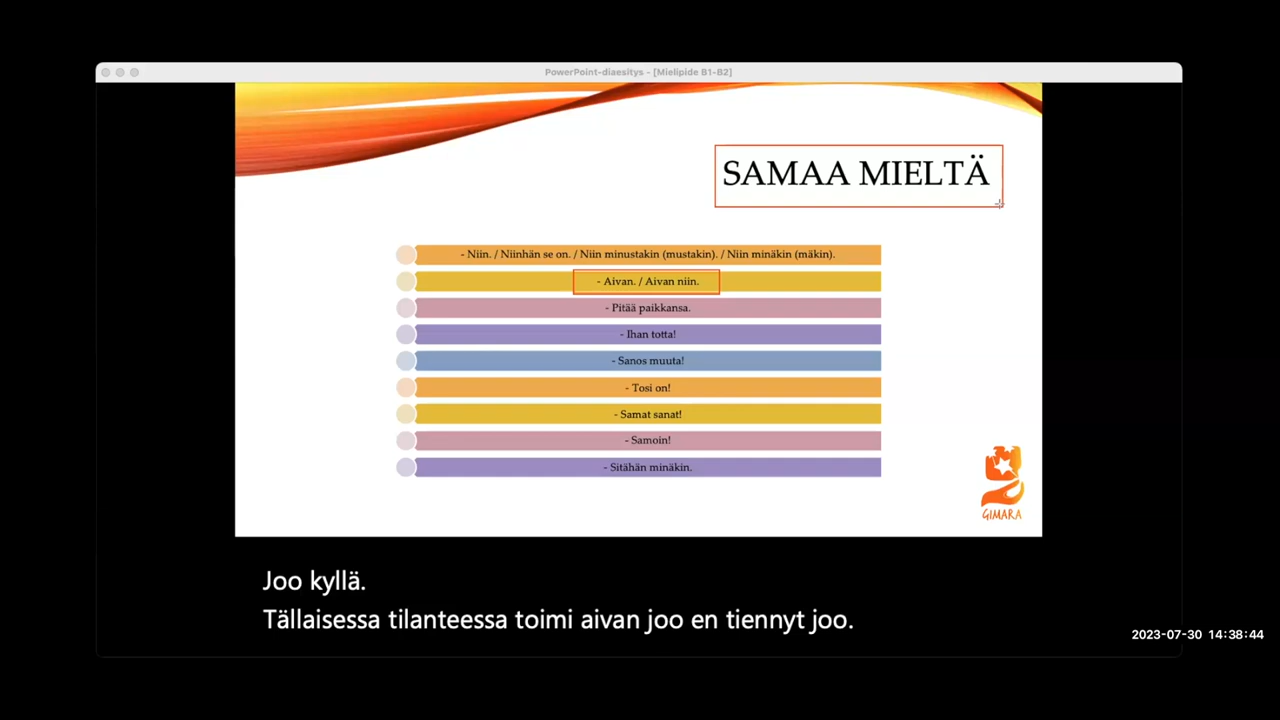 PowerPoint-diaesitys - [Mielipide B1-B2]
SAMAA MIELTÄ
- Niin. / Niinhän se on. / Niin minustakin (mustakin). / Niin minäkin (mäkin).
- Aivan. / Aivan niin.
- Pitää paikkansa.
- Ihan totta!
- Sanos muuta!
- Tosi on!
- Samat sanat!
- Samoin!
- Sitähän minäkin.
GIMARA
Joo kyllä.
Tällaisessa tilanteessa toimi aivan joo en tiennyt joo.
2023-07-30 14:38:44